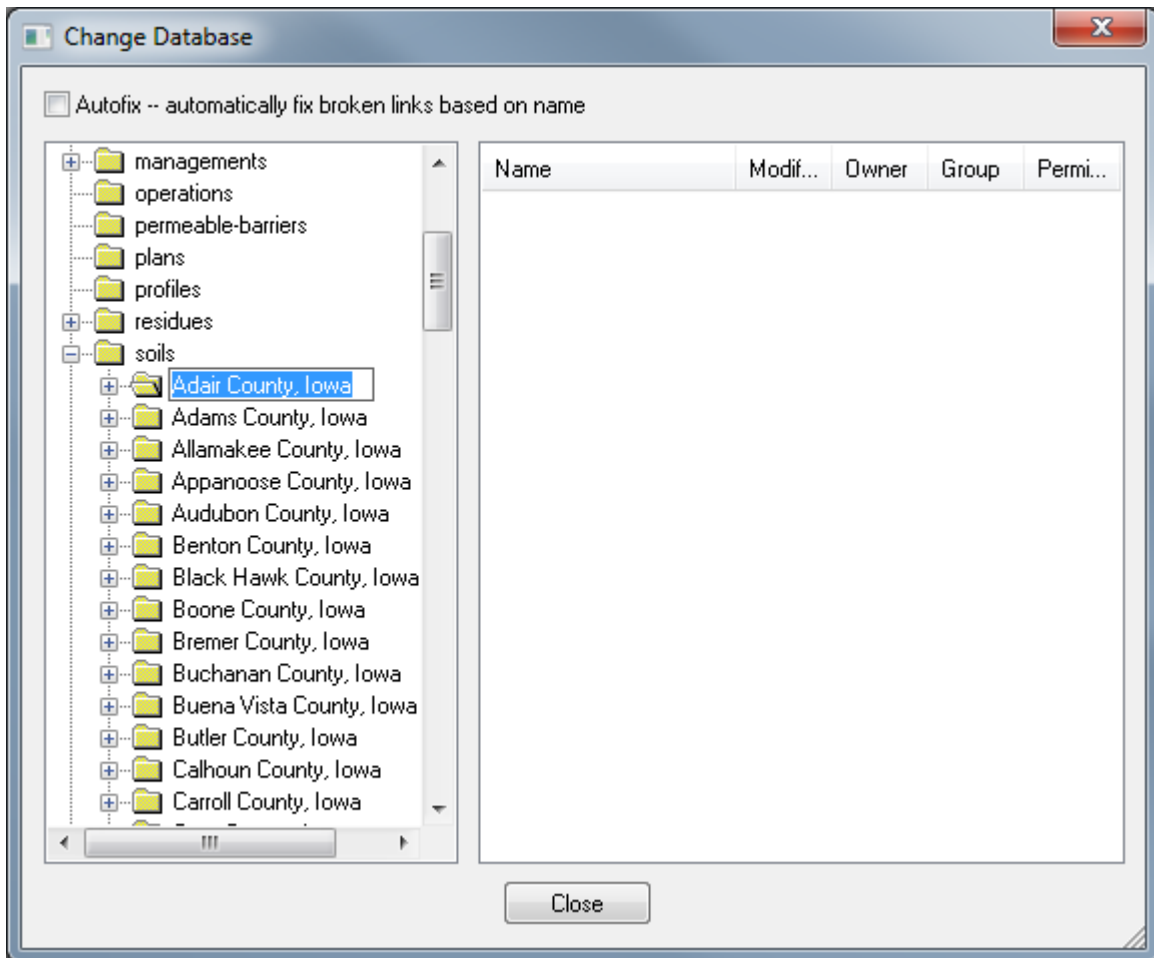 Change Database
Autofix -- automatically fix broken links based on name
managements
operations
permeable-barriers
plans
profiles
residues
soils
Adair County, Iowa
Adams County, Iowa
Allamakee County, Iowa
Appanoose County, Iowa
Audubon County, Iowa
Benton County, Iowa
Black Hawk County, Iowa
Boone County, Iowa
Bremer County, Iowa
Buchanan County, Iowa
Buena Vista County, Iowa
Butler County, Iowa
Calhoun County, Iowa
Carroll County, Iowa
Name Modif... Owner Group Permi...
Close